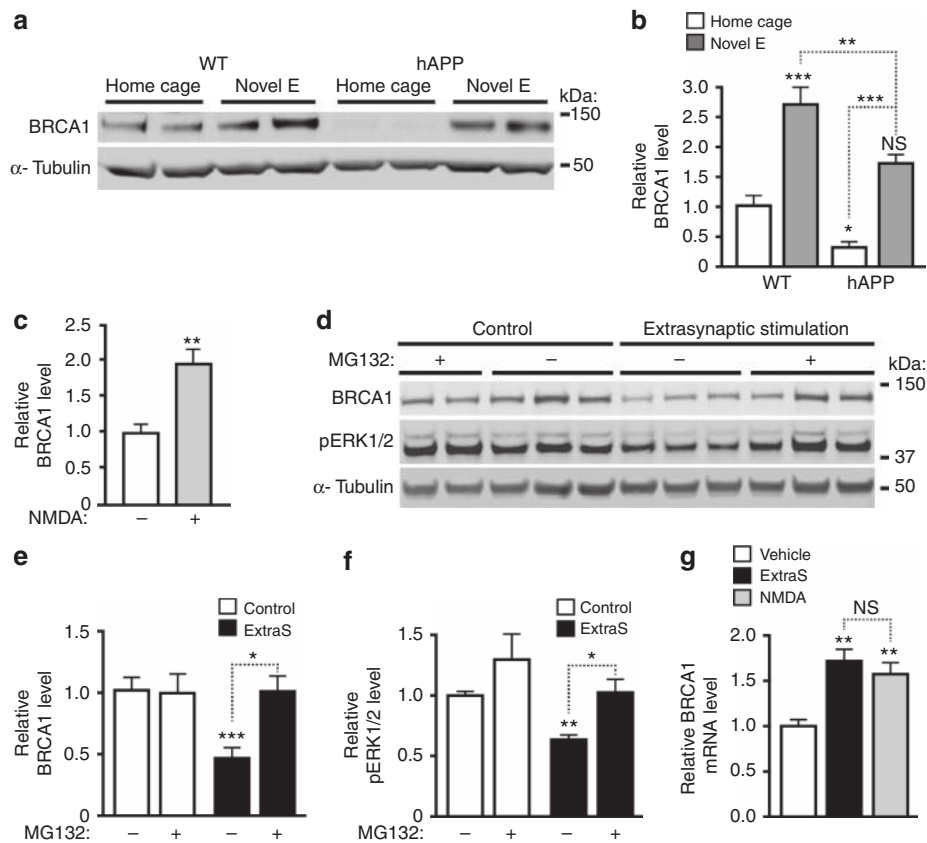 a
WT
hAPP
Home cage
Novel E
Home cage
Novel E
kDa:
BRCA1
150
α- Tubulin
50
b
Home cage
Novel E
**
***
***
NS
*
Relative
BRCA1 level
3.0
2.5
2.0
1.5
1.0
0.5
0
WT
hAPP
c
Relative
BRCA1 level
2.5
2.0
1.5
1.0
0.5
0
**
NMDA:
–
+
d
Control
Extrasynaptic stimulation
MG132:
+
–
–
+
kDa:
150
BRCA1
pERK1/2
37
α- Tubulin
50
e
Control
ExtraS
Relative
BRCA1 level
1.5
1.0
0.5
0
***
*
MG132:
–
+
–
+
f
Control
ExtraS
Relative
pERK1/2 level
1.5
1.0
0.5
0
**
*
MG132:
–
+
–
+
g
Vehicle
ExtraS
NMDA
NS
**
**
Relative BRCA1
mRNA level
2.0
1.5
1.0
0.5
0.0